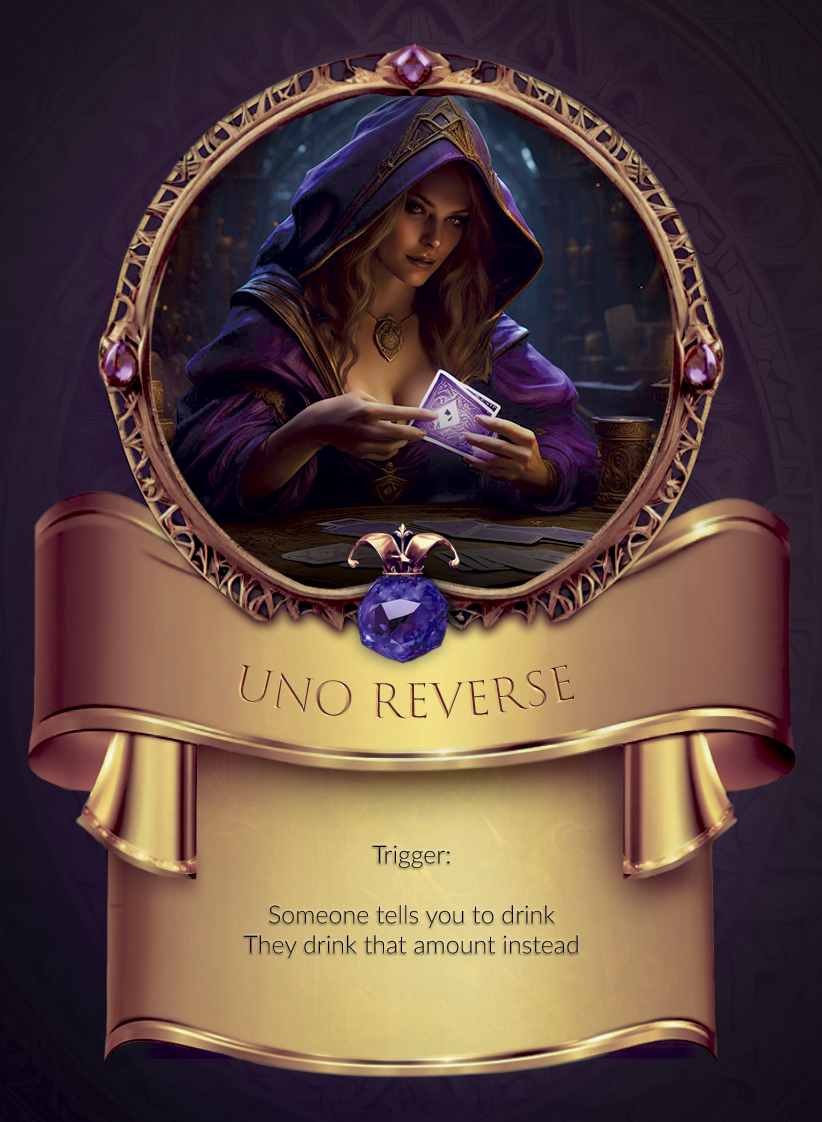 UNO REVERSE
Trigger:
Someone tells you to drink
They drink that amount instead